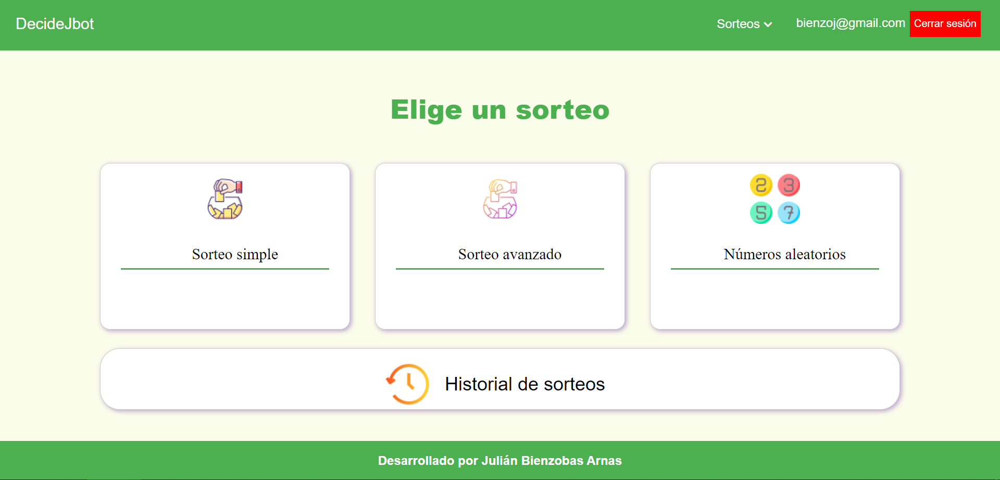 DecideJbot
Sorteos
bienzoj@gmail.com
Cerrar sesión
Elige un sorteo
2 3
5 7
Sorteo simple
Sorteo avanzado
Números aleatorios
Historial de sorteos
Desarrollado por Julián Bienzobas Arnas